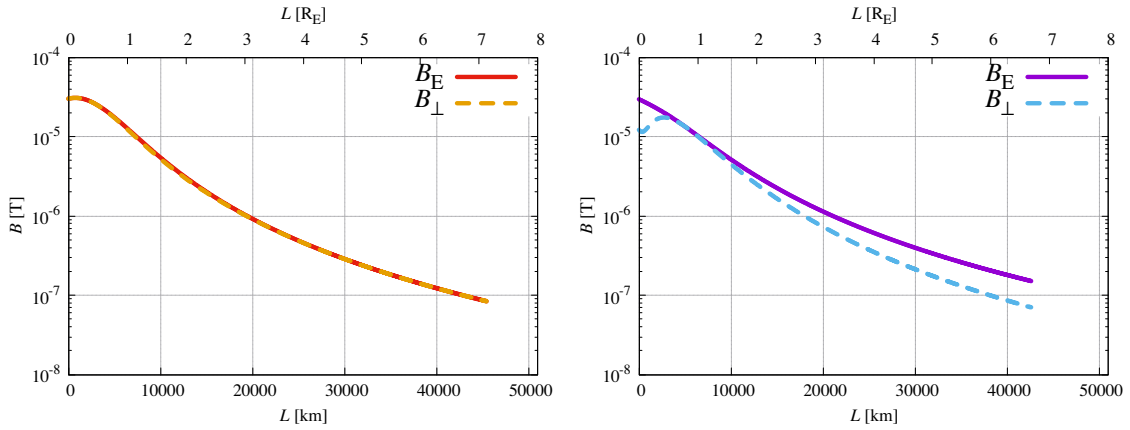 L [R_E]
0 1 2 3 4 5 6 7 8
10^-4
10^-5
10^-6
10^-7
10^-8
B [T]
B_E
B_⊥
0 10000 20000 30000 40000 50000
L [km]
L [R_E]
0 1 2 3 4 5 6 7 8
10^-4
10^-5
10^-6
10^-7
10^-8
B [T]
B_E
B_⊥
0 10000 20000 30000 40000 50000
L [km]